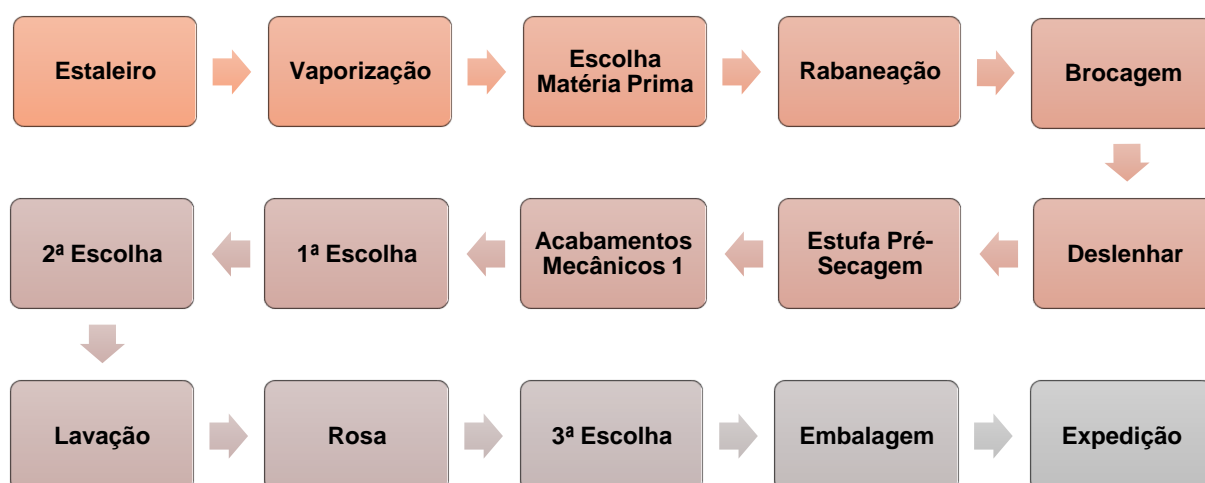 Estaleiro
Vaporização
Escolha
Matéria Prima
Rabaneação
Brocagem
Deslenhar
Estufa Pré-
Secagem
Acabamentos
Mecânicos 1
1ª Escolha
2ª Escolha
Lavação
Rosa
3ª Escolha
Embalagem
Expedição